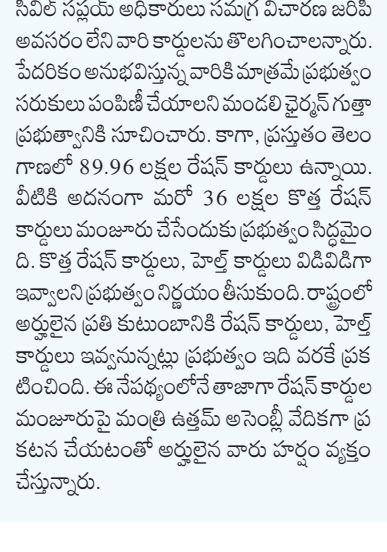 సివిల్ సప్లయ్ అధికారులు సమగ్ర విచారణ జరిపి
అవసరం లేని వారి కార్డులను తొలగించాలన్నారు.
పేదరికం అనుభవిస్తున్న వారికి మాత్రమే ప్రభుత్వం
సరుకులు పంపిణీ చేయాలని మండలి ఛైర్మన్ గుత్తా
ప్రభుత్వానికి సూచించారు. కాగా, ప్రస్తుతం తెలం
గాణలో 89.96 లక్షల రేషన్ కార్డులు ఉన్నాయి.
వీటికి అదనంగా మరో 36 లక్షల కొత్త రేషన్
కార్డులు మంజూరు చేసేందుకు ప్రభుత్వం సిద్ధమైం
ది. కొత్త రేషన్ కార్డులు, హెల్త్ కార్డులు విడివిడిగా
ఇవ్వాలని ప్రభుత్వం నిర్ణయం తీసుకుంది. రాష్ట్రంలో
అర్హులైన ప్రతి కుటుంబానికి రేషన్ కార్డులు, హెల్త్
కార్డులు ఇవ్వనున్నట్లు ప్రభుత్వం ఇది వరకే ప్రక
టించింది. ఈ నేపథ్యంలోనే తాజాగా రేషన్ కార్డుల
మంజూరుపై మంత్రి ఉత్తమ్ అసెంబ్లీ వేదికగా ప్ర
కటన చేయటంతో అర్హులైన వారు హర్షం వ్యక్తం
చేస్తున్నారు.